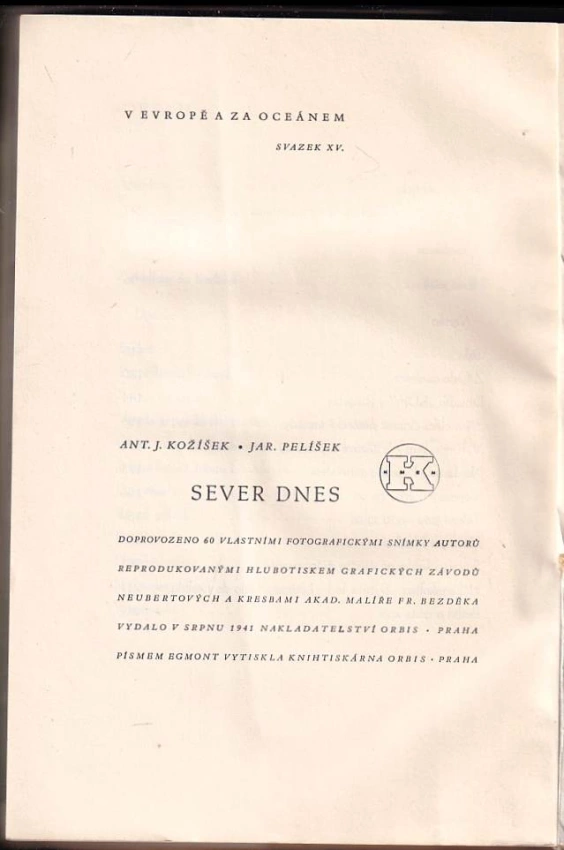 V EVROPĚ A ZA OCEÁNEM
SVAZEK XV.
ANT. J. KOŽÍŠEK • JAR. PELÍŠEK
SEVER DNES
DOPROVOZENO 60 VLASTNÍMI FOTOGRAFICKÝMI SNÍMKY AUTORŮ
REPRODUKOVANÝMI HLUBOTISKEM GRAFICKÝCH ZÁVODŮ
NEUBERTOVÝCH A KRESBAMI AKAD. MALÍŘE FR. BEZDĚKA
VYDALO V SRPNU 1941 NAKLADATELSTVÍ ORBIS • PRAHA
PÍSMEM EGMONT VYTISKLA KNIHTISKÁRNA ORBIS • PRAHA